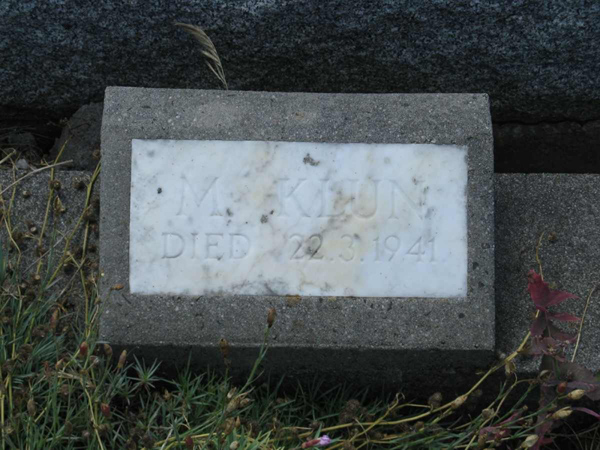 M. KLUN
DIED 22.3.1941